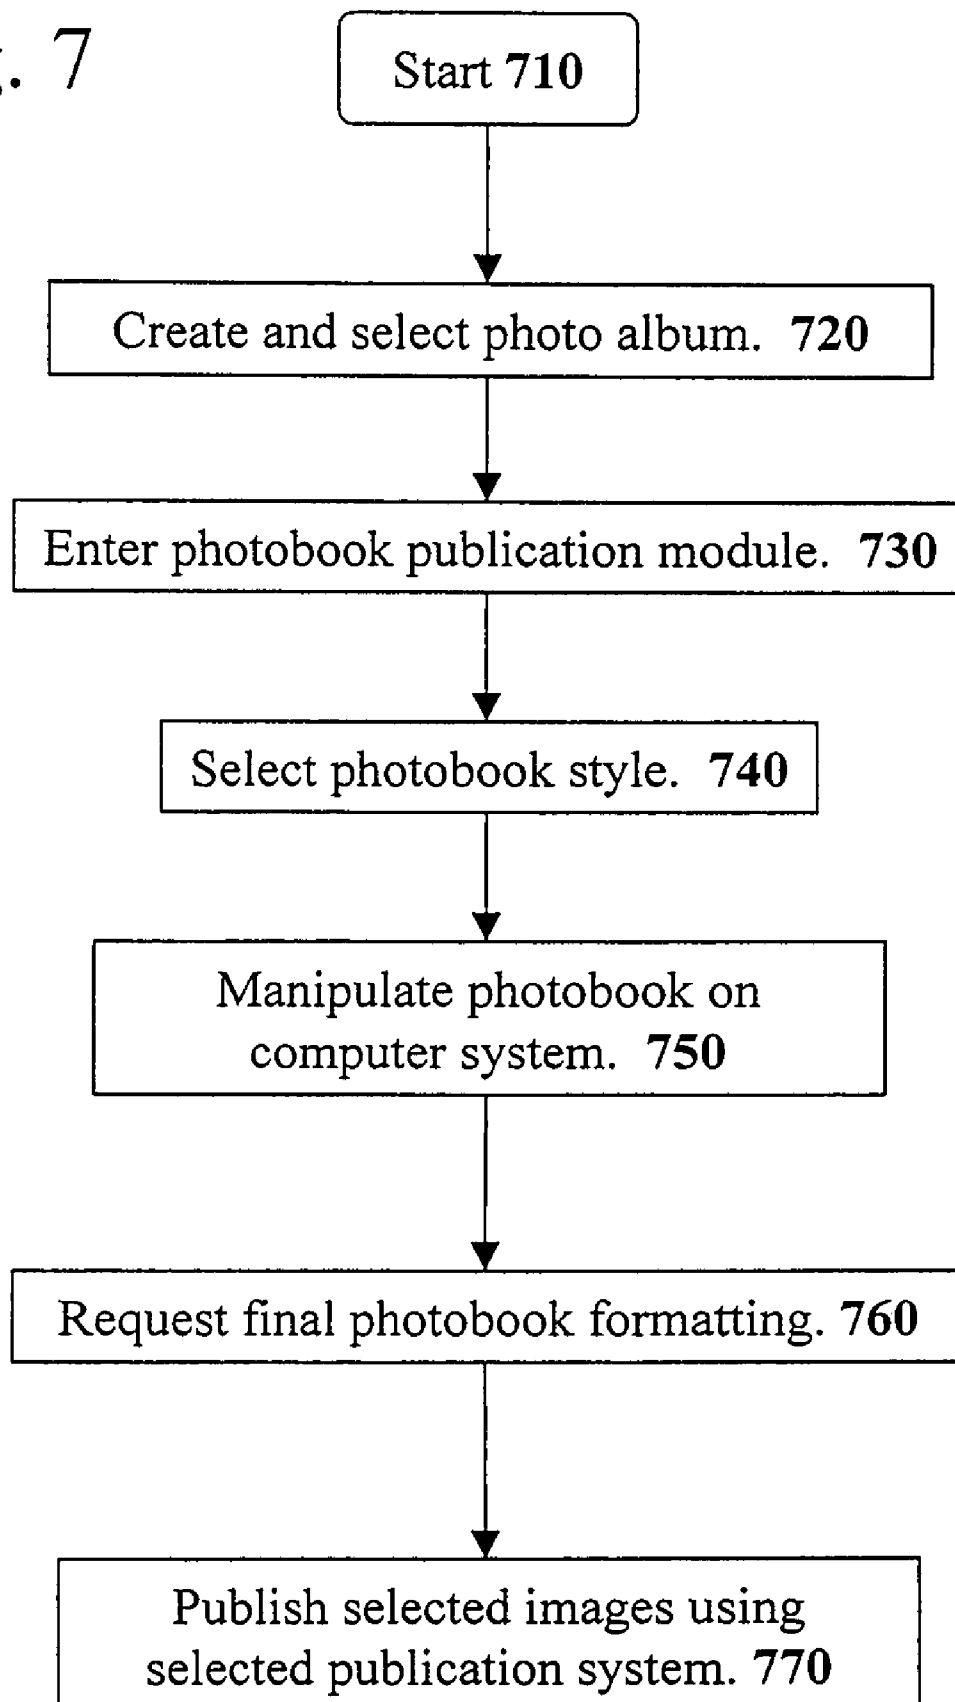 . 7
Start 710
Create and select photo album. 720
Enter photobook publication module. 730
Select photobook style. 740
Manipulate photobook on
computer system. 750
Request final photobook formatting. 760
Publish selected images using
selected publication system. 770